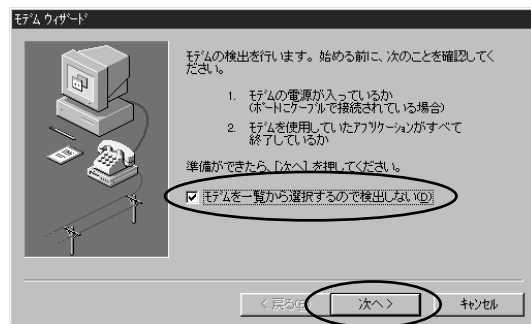 モデム ウィザード
モデムの検出を行います。始める前に、次のことを確認してく
ださい。
1. モデムの電源が入っているか
(ポートにケーブルで接続されている場合)
2. モデムを使用していたアプリケーションがすべて
終了しているか
準備ができたら、[次へ] を押してください。
モデムを一覧から選択するので検出しない(D)
< 戻る(B) 次へ > キャンセル